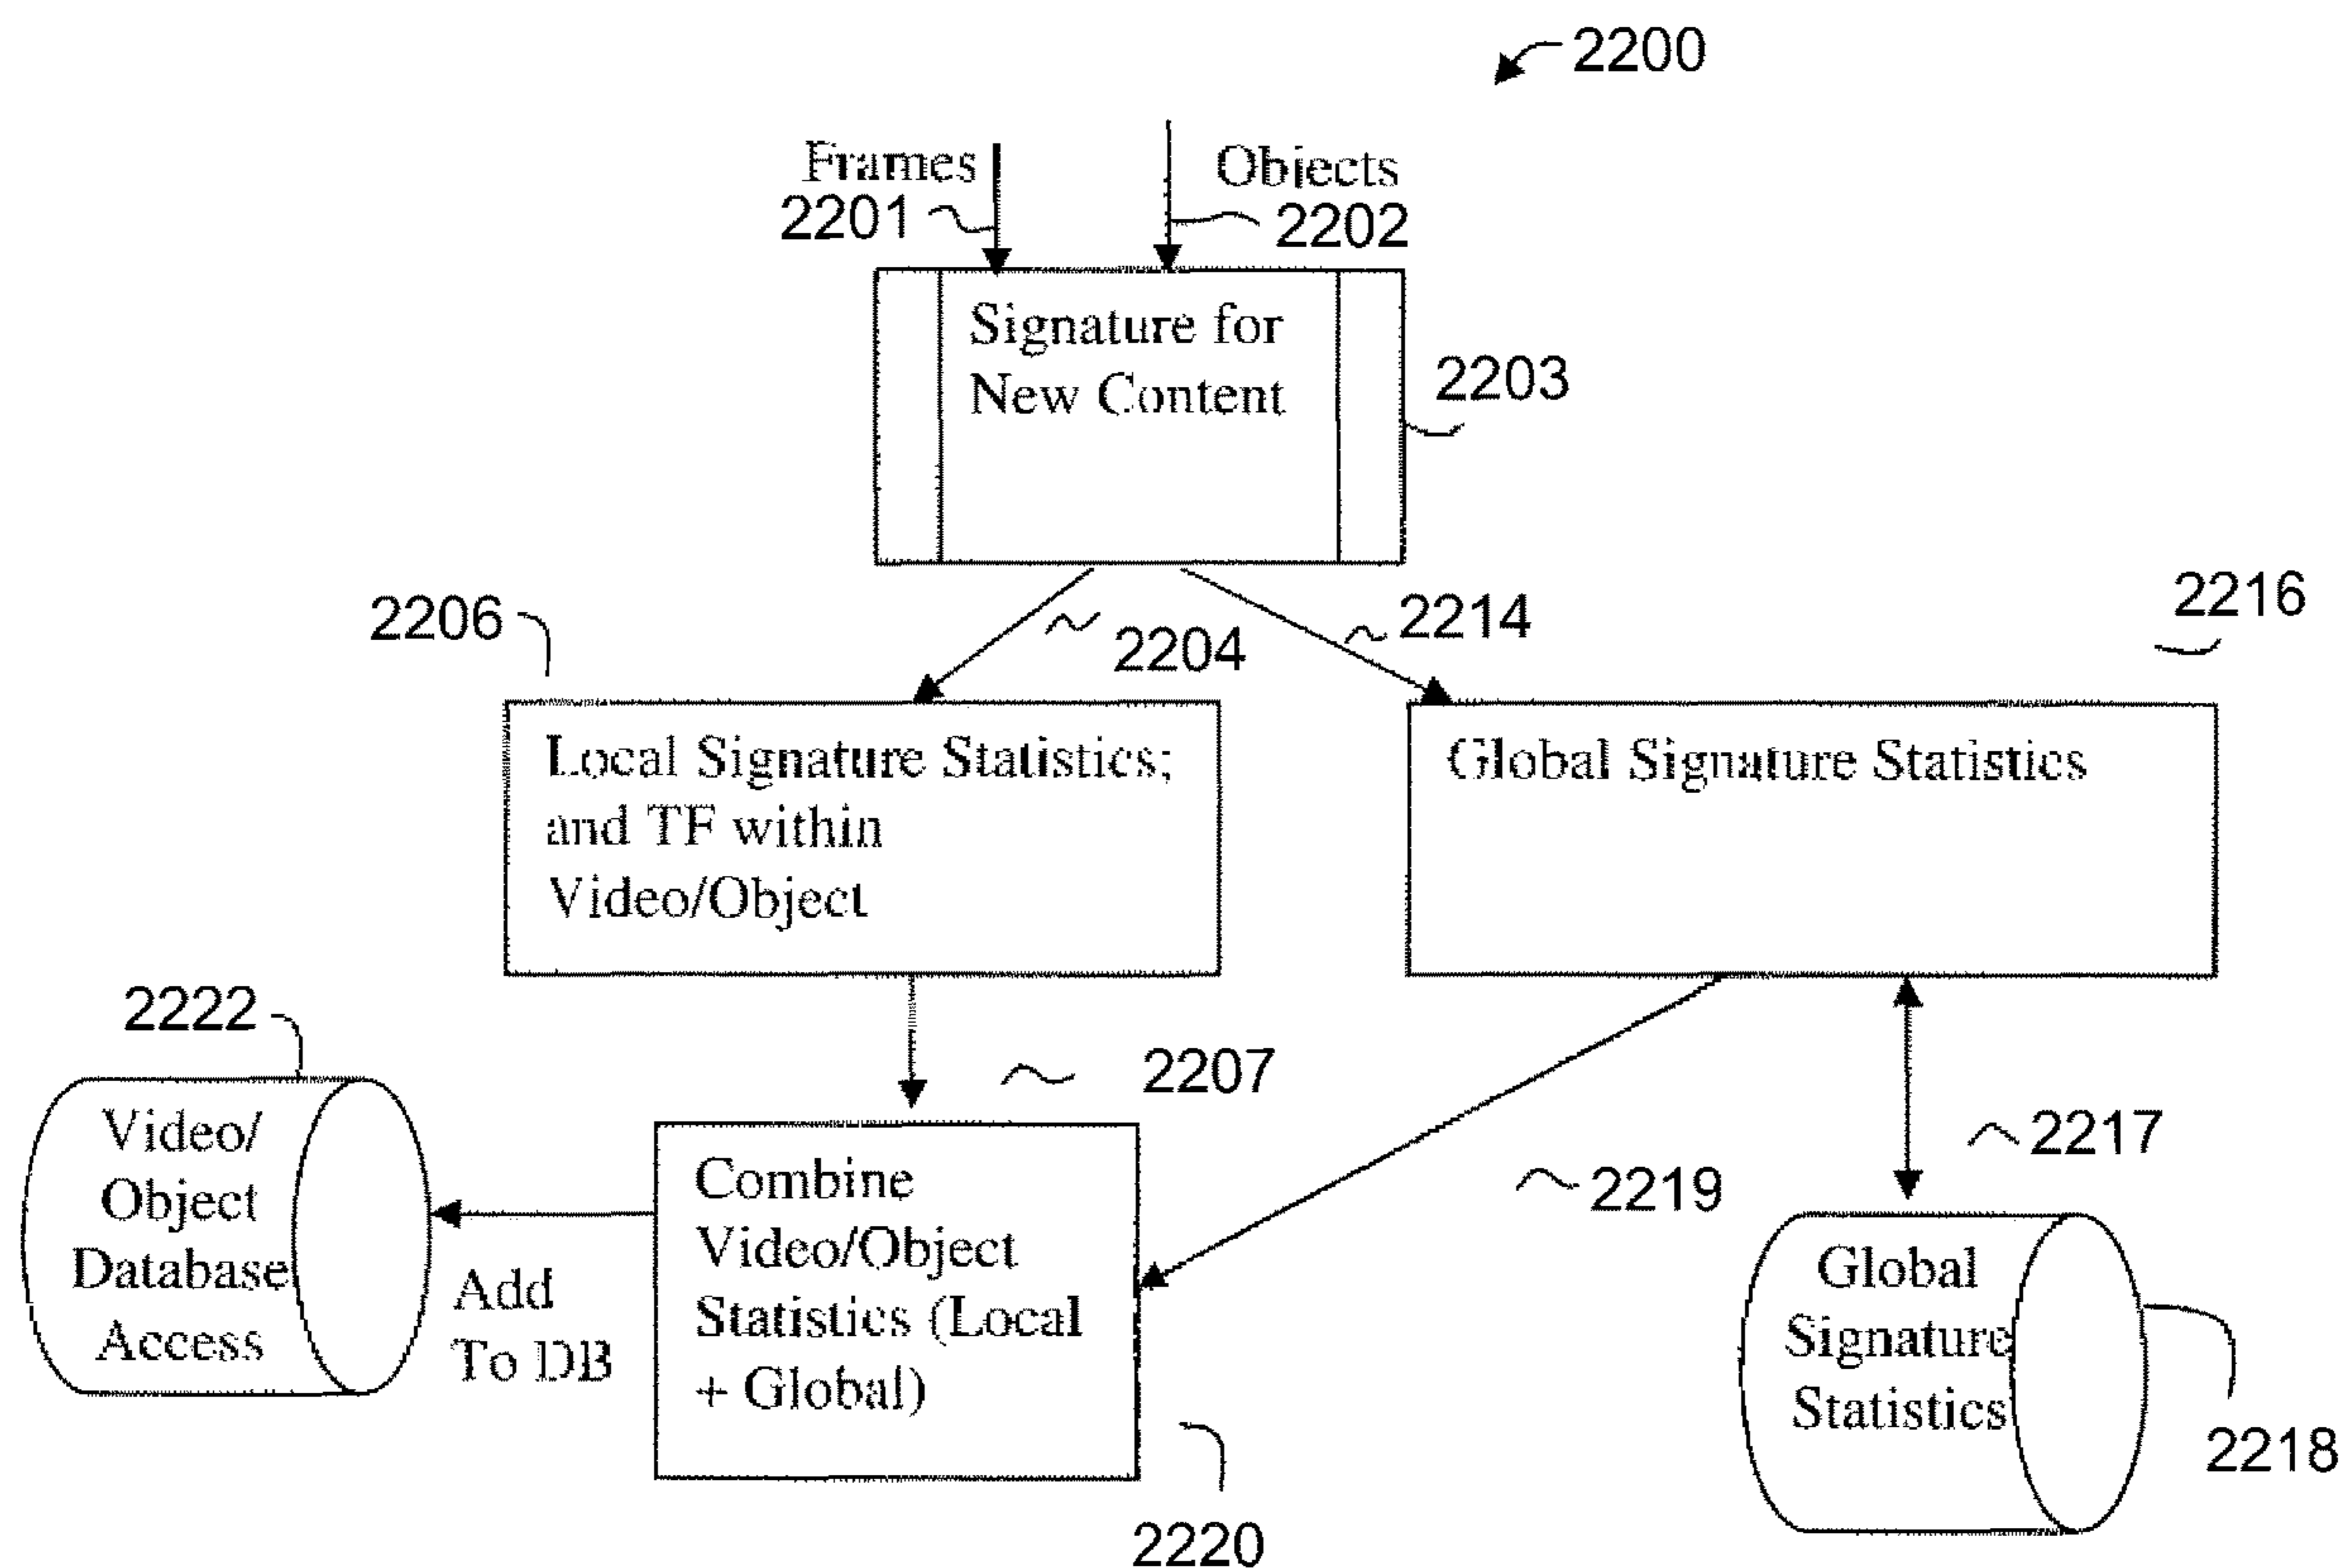 2200
Frames
Objects
2201
2202
Signature for
New Content
2203
2206
2204
2214
2216
Local Signature Statistics;
and TF within
Video/Object
Global Signature Statistics
2222
2207
2217
2219
Video/
Object
Database
Access
Add
To DB
Combine
Video/Object
Statistics (Local
+ Global)
Global
Signature
Statistics
2218
2220